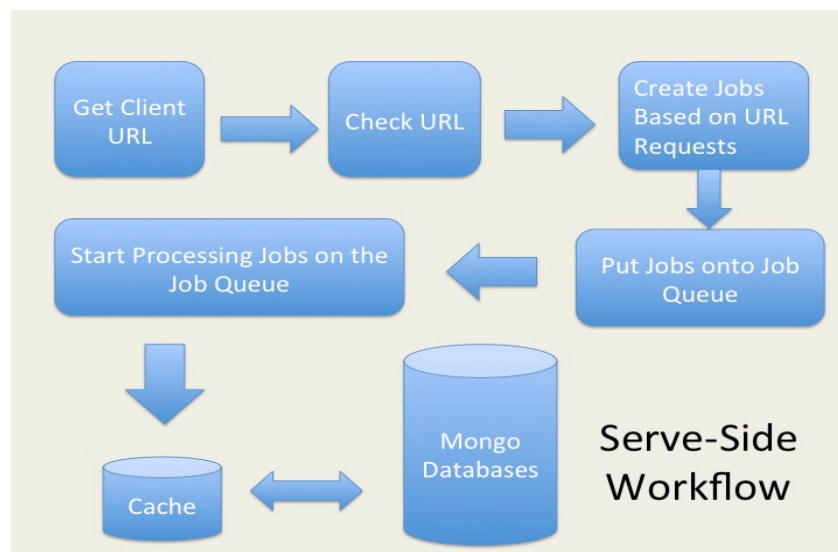 Get Client
URL
Check URL
Create Jobs
Based on URL
Requests
Start Processing Jobs on the
Job Queue
Put Jobs onto Job
Queue
Mongo
Databases
Cache
Serve-Side
Workflow